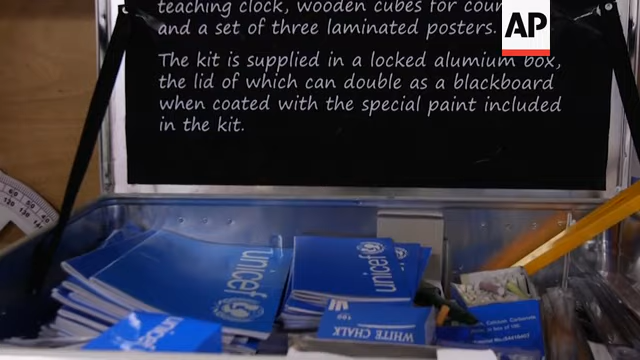 teaching clock, wooden cubes for coun
AP
and a set of three laminated posters.
The kit is supplied in a locked alumium box,
the lid of which can double as a blackboard
when coated with the special paint included
in the kit.
unicef
unicef
unicef
WHITE CHALK
Calcium Carbonate